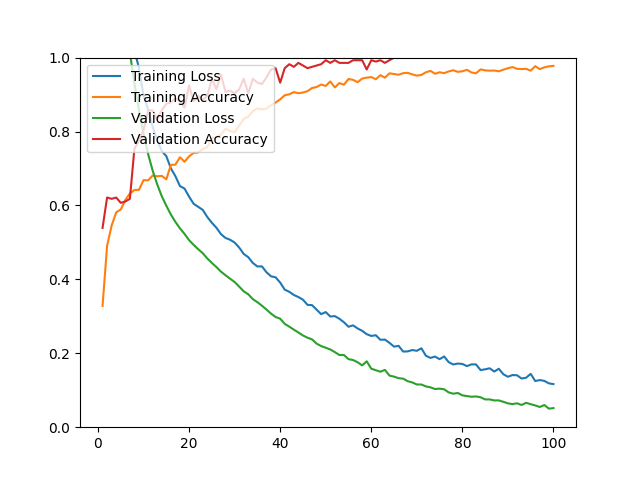 1.0
0.8
0.6
0.4
0.2
0.0
Training Loss
Training Accuracy
Validation Loss
Validation Accuracy
0 20 40 60 80 100